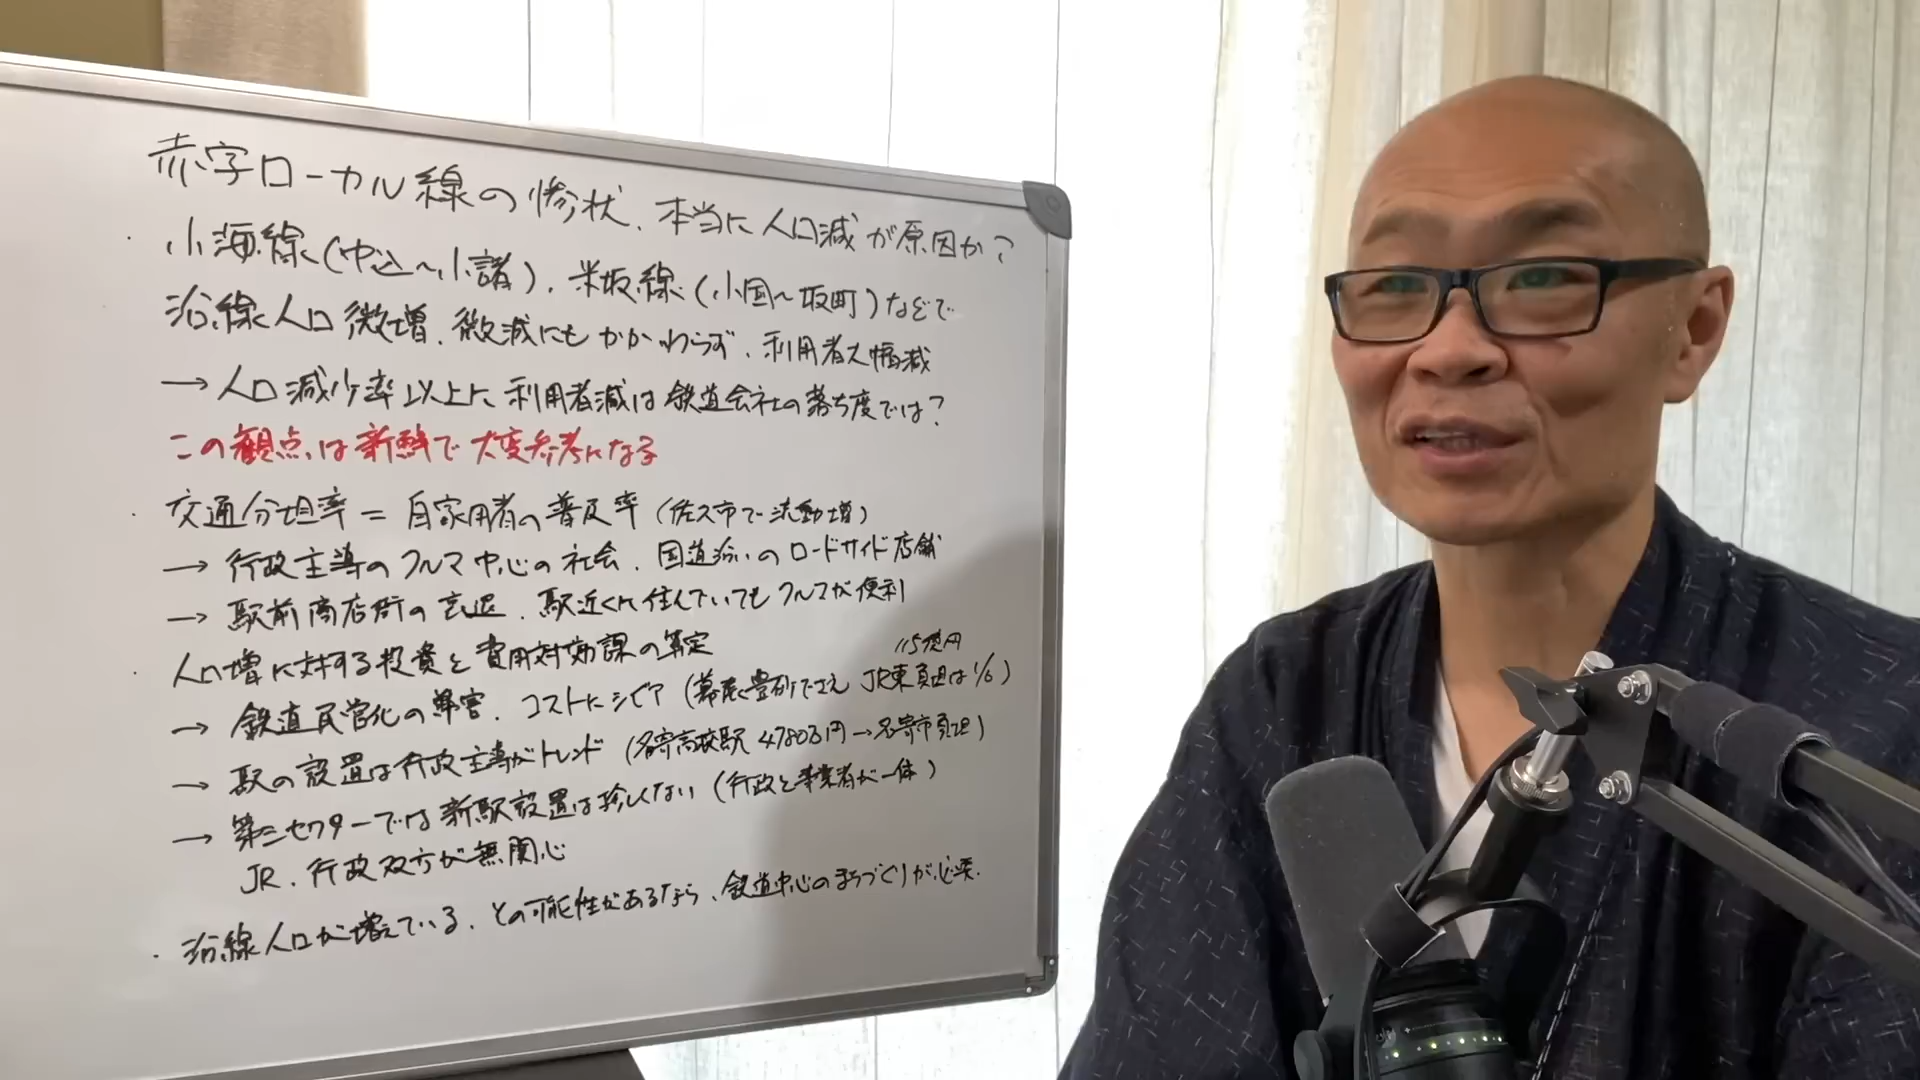 赤字ローカル線の惨状、本当に人口減が原因か？
・小海線（中込〜小諸）、米坂線（小国〜坂町）などで
沿線人口微増、微減にもかかわらず、利用者大幅減
→人口減少率以上に利用者減は鉄道会社の落ち度では？
この観点は新鮮で大変参考になる
・交通分担率＝自家用者の普及率（佐久市で流動増）
→行政主導のクルマ中心の社会、国道沿いのロードサイド店舗
→駅前商店街の衰退、駅近くに住んでいてもクルマが便利
・人口増に対する投資と費用対効課の算定
115億円
→鉄道民営化の弊害、コストにシビア（幕張豊砂でさえJR東負担は1/6）
→駅の設置は行政主導がトレンド（名寄高校駅4780万円→名寄市負担）
→第三セクターでは新駅設置は珍しくない（行政と事業者が一体）
JR、行政双方が無関心
・沿線人口が増えている、その可能性があるなら、鉄道中心のまちづくりが必要.